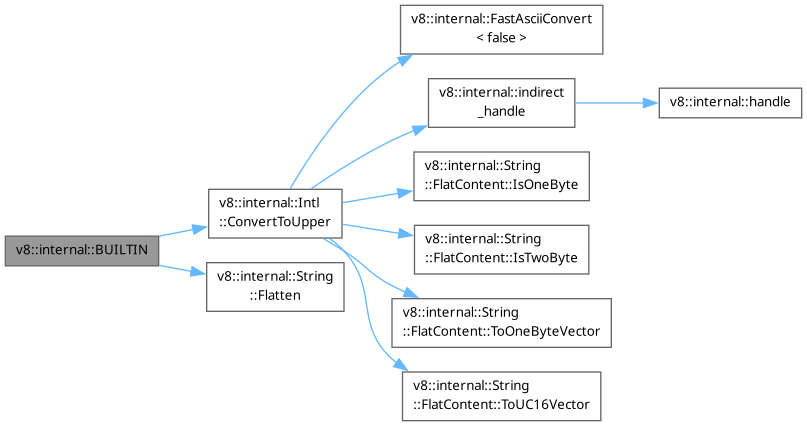 v8::internal::FastAsciiConvert
< false >
v8::internal::indirect
_handle
v8::internal::handle
v8::internal::String
::FlatContent::IsOneByte
v8::internal::Intl
::ConvertToUpper
v8::internal::BUILTIN
v8::internal::String
::FlatContent::IsTwoByte
v8::internal::String
::Flatten
v8::internal::String
::FlatContent::ToOneByteVector
v8::internal::String
::FlatContent::ToUC16Vector